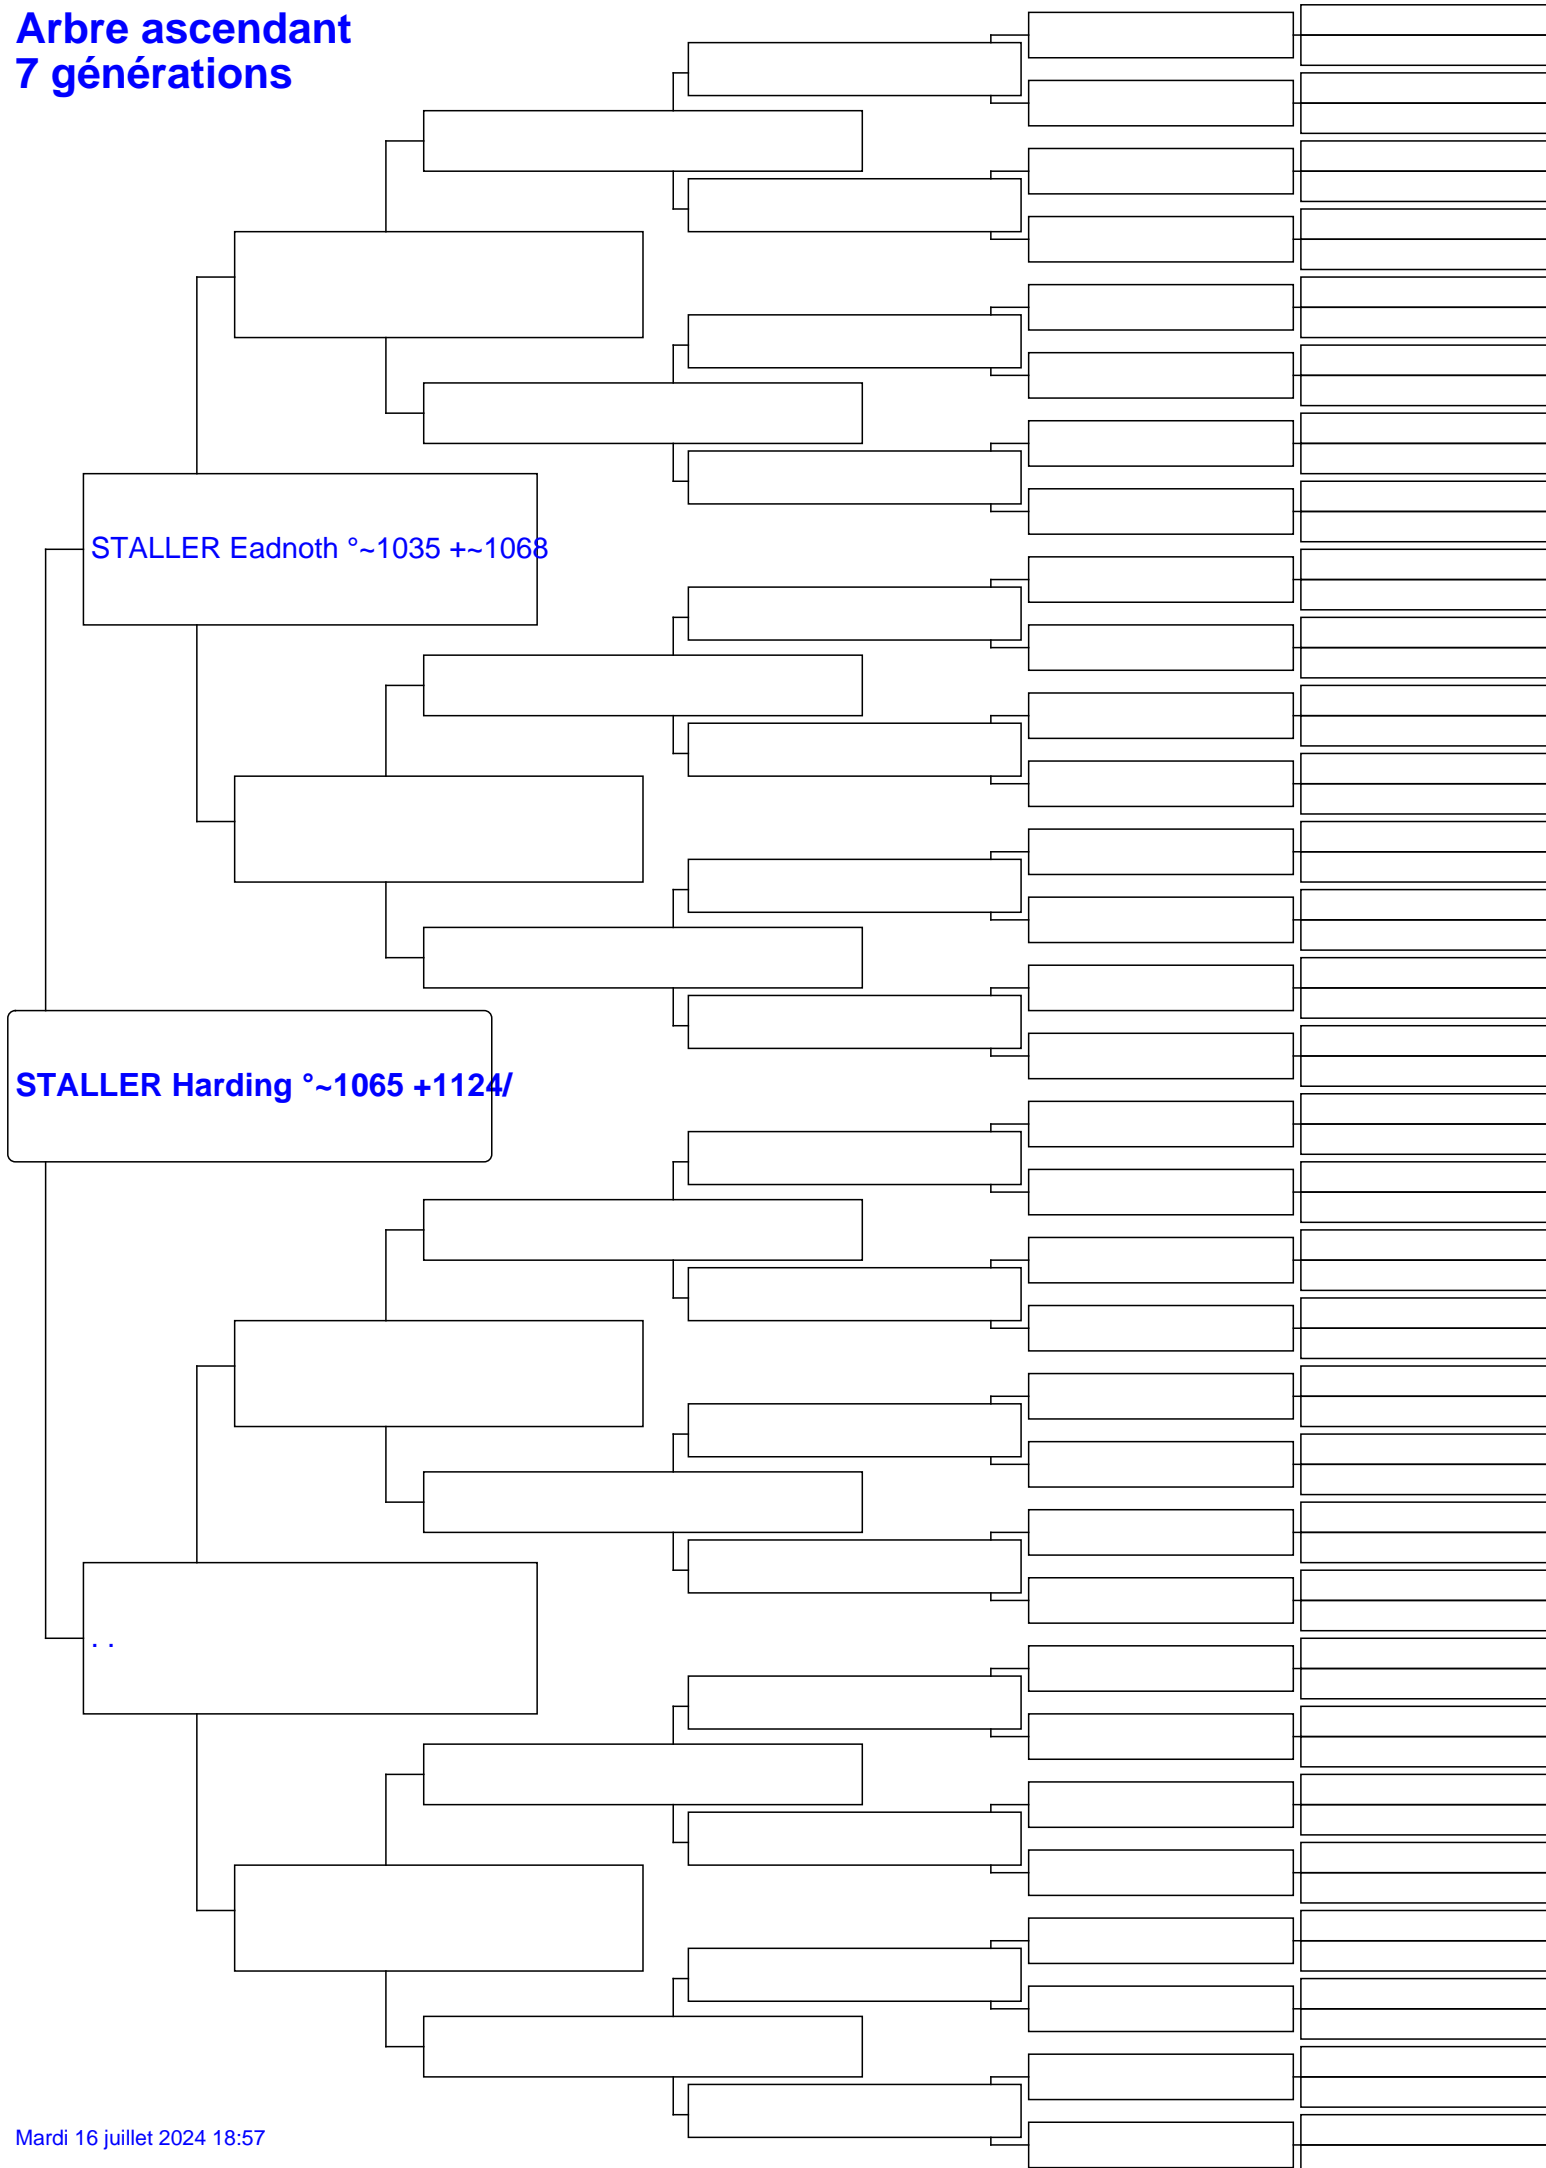 Arbre ascendant
7 générations
STALLER Eadnoth °~1035 +~1068
STALLER Harding °~1065 +1124/
. .
Mardi 16 juillet 2024 18:57